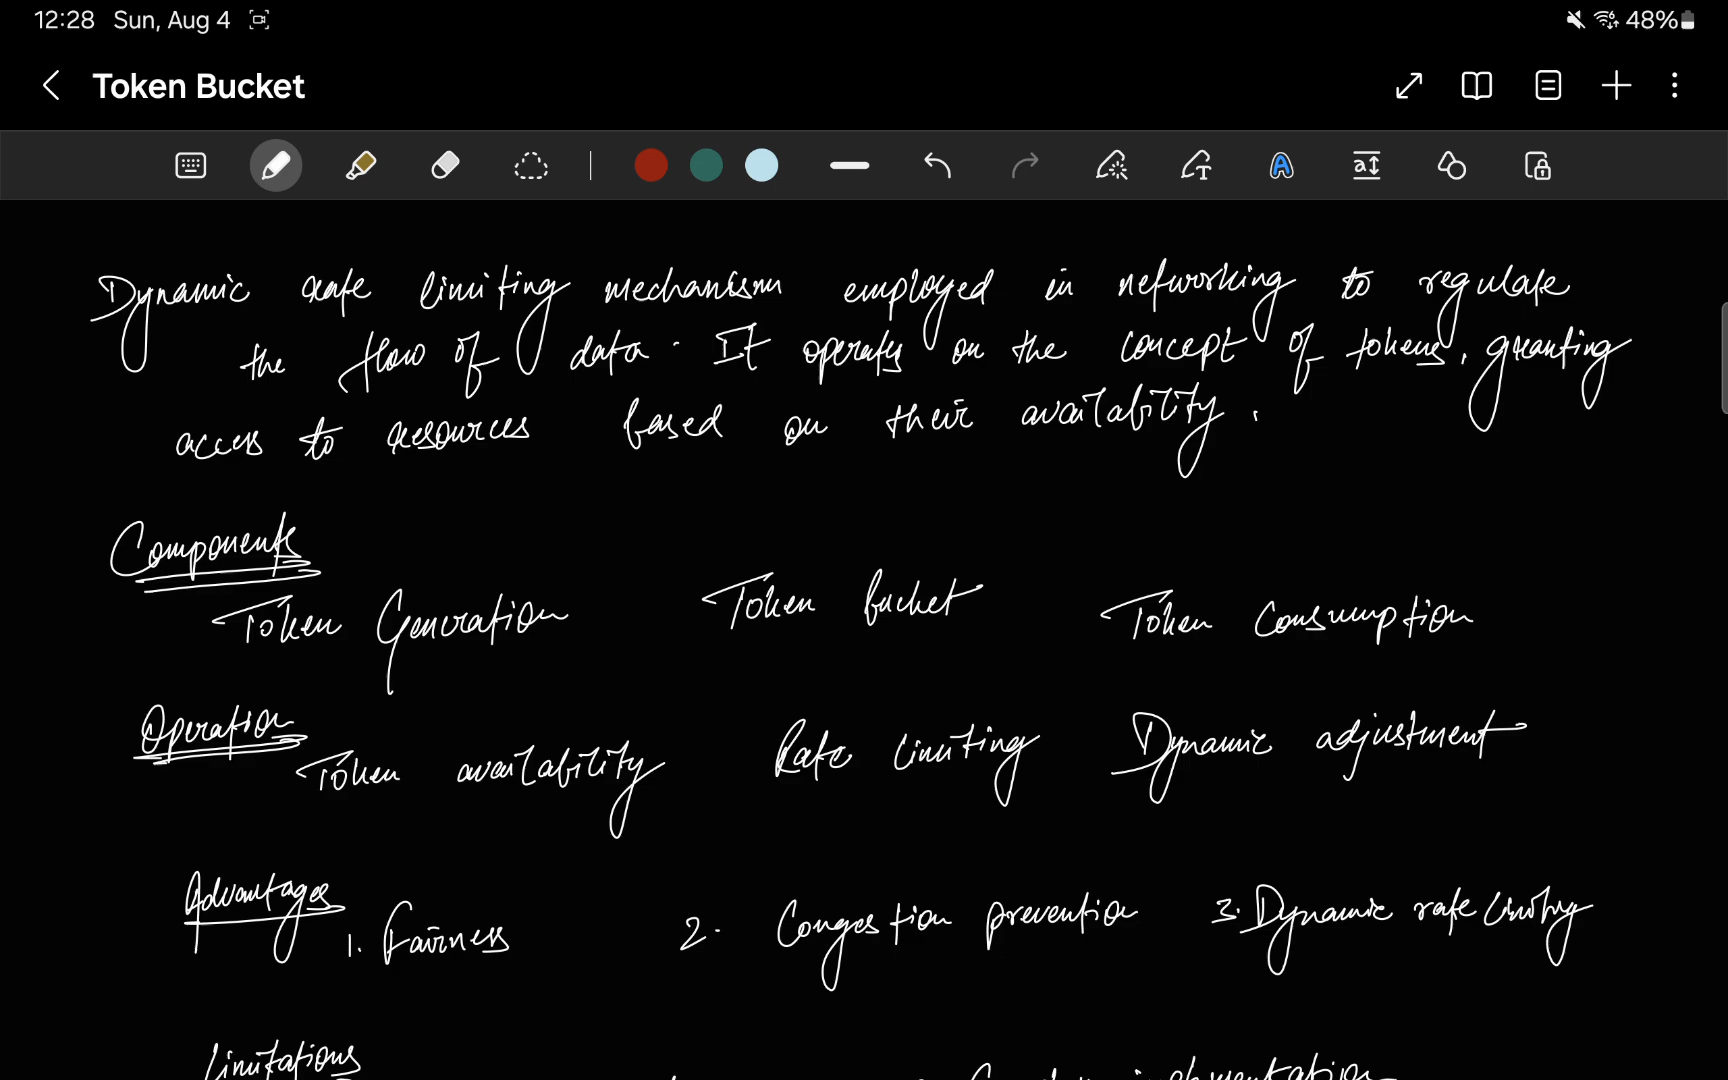 12:28 Sun, Aug 4 48%
Token Bucket
Dynamic rate limiting mechanism employed in networking to regulate
the flow of data. It operates on the concept of tokens, granting
access to resources based on their availability.
Components
Token Generation Token bucket Token Consumption
Operation
Token availability Rate limiting Dynamic adjustment
Advantages
1. Fairness 2. Congestion prevention 3. Dynamic rate limiting
Limitations
implementation